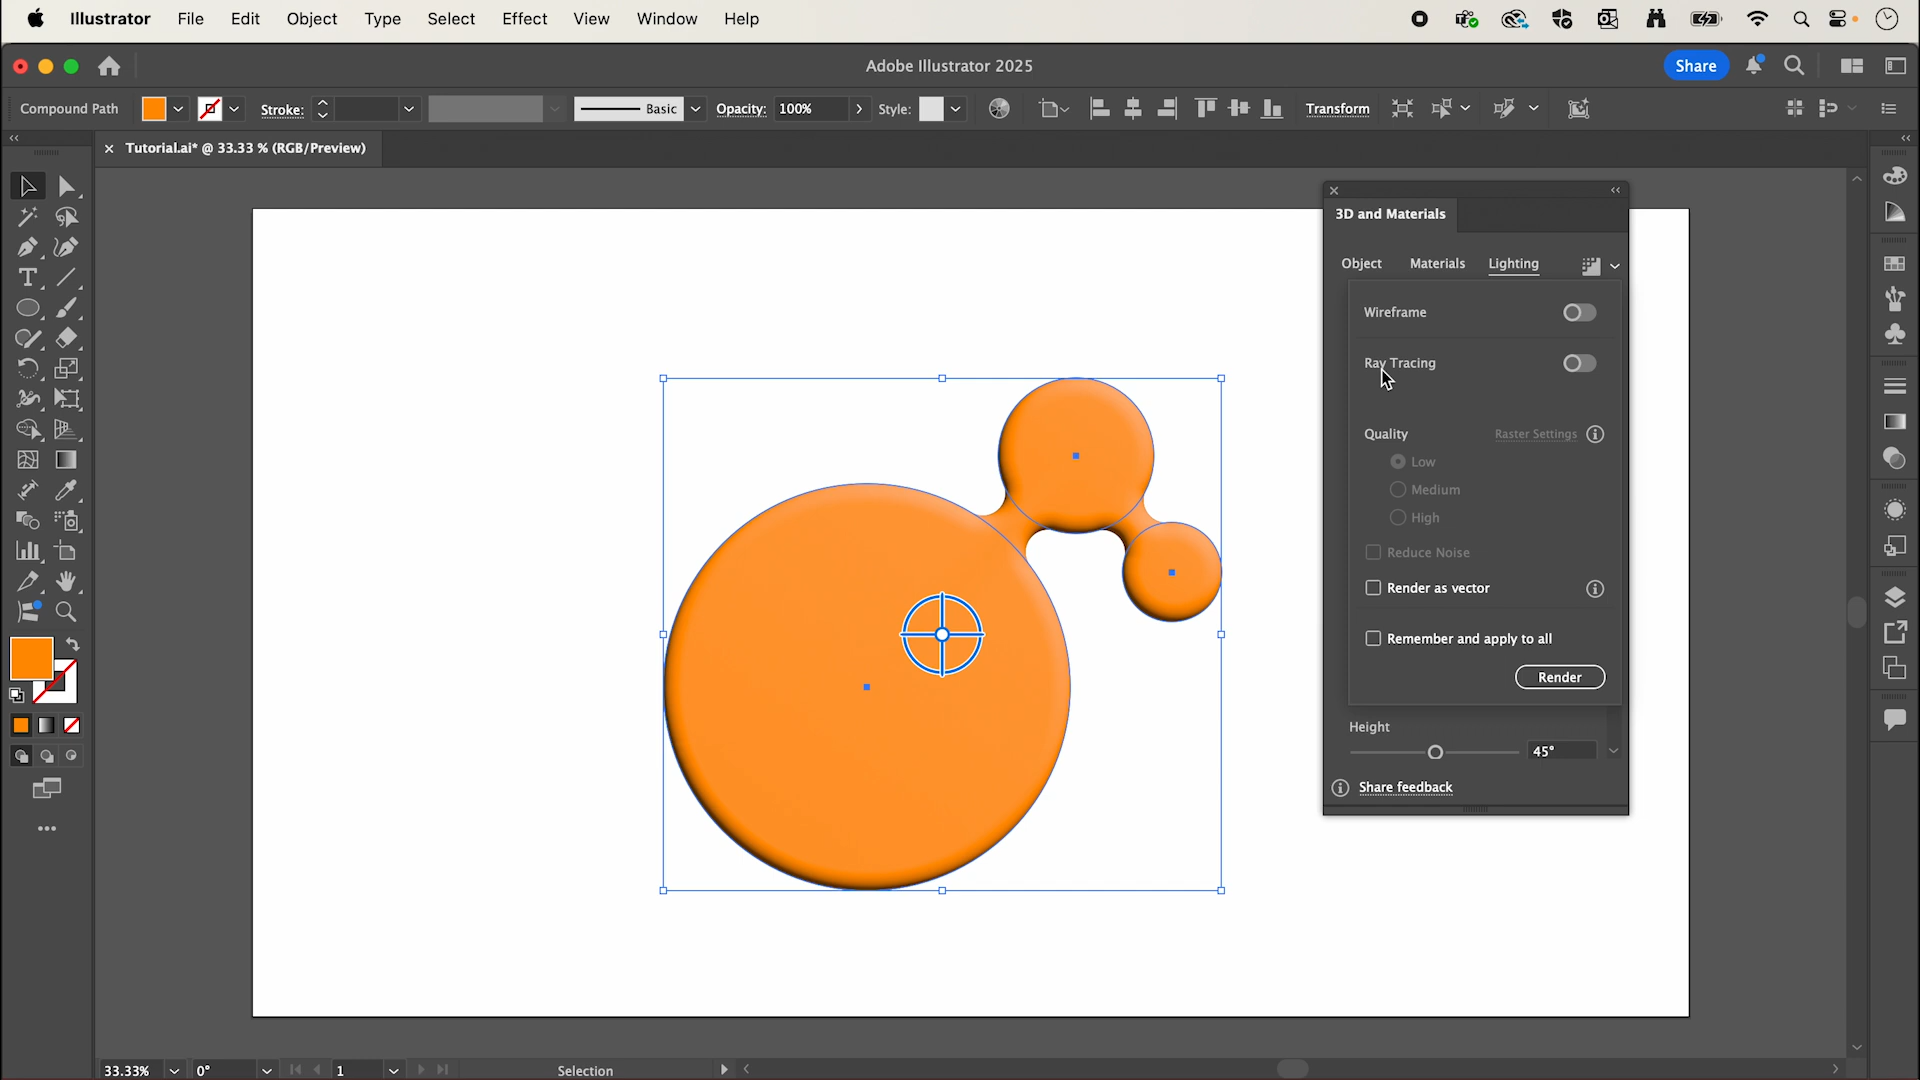 Illustrator File Edit Object Type Select Effect View Window Help
Adobe Illustrator 2025
Share
Compound Path
Stroke:
Basic
Opacity: 100%
Style:
Transform
Tutorial.ai* @ 33.33 % (RGB/Preview)
3D and Materials
Object Materials Lighting
Wireframe
Ray Tracing
Quality Raster Settings
Low
Medium
High
Reduce Noise
Render as vector
Remember and apply to all
Render
Height
45°
Share feedback
33.33% 0° 1 Selection